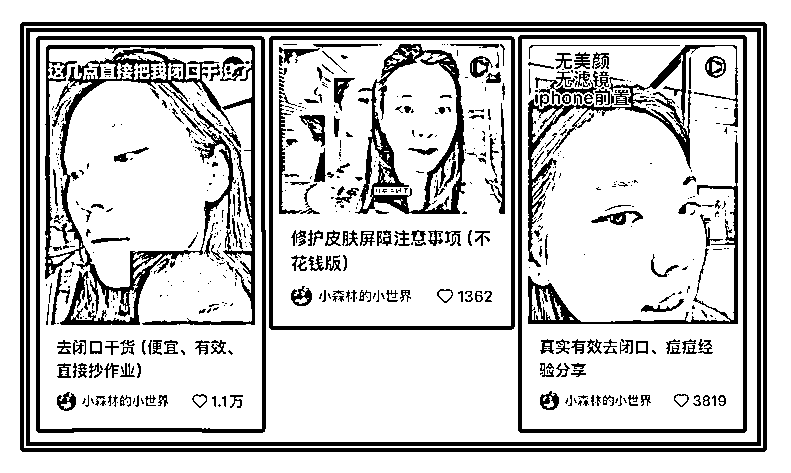 这几点直接把我闭口干没了
去闭口干货（便宜、有效、
直接抄作业）
小森林的小世界
1.1万
修护皮肤屏障注意事项（不
花钱版）
小森林的小世界
1362
无美颜
无滤镜
iphone前置
真实有效去闭口、痘痘经
验分享
小森林的小世界
3819